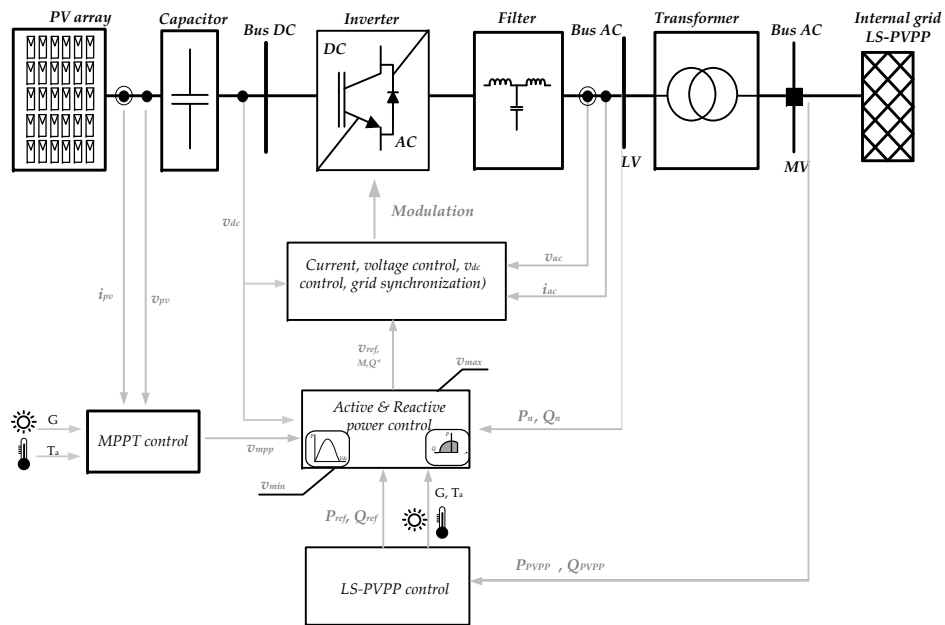 PV array
Capacitor
Bus DC
Inverter
Filter
Bus AC
Transformer
Bus AC
Internal grid
LS-PVPP
DC
AC
LV
MV
Modulation
vdc
Current, voltage control, vdc
control, grid synchronization)
vac
iac
ipv
vpv
vref,
M,Q*
vmax
Active & Reactive
power control
Pn, Qn
G
Ta
MPPT control
vmpp
P
Vdc
P
Q
vmin
Pref, Qref
G, Ta
LS-PVPP control
PPVPP , QPVPP